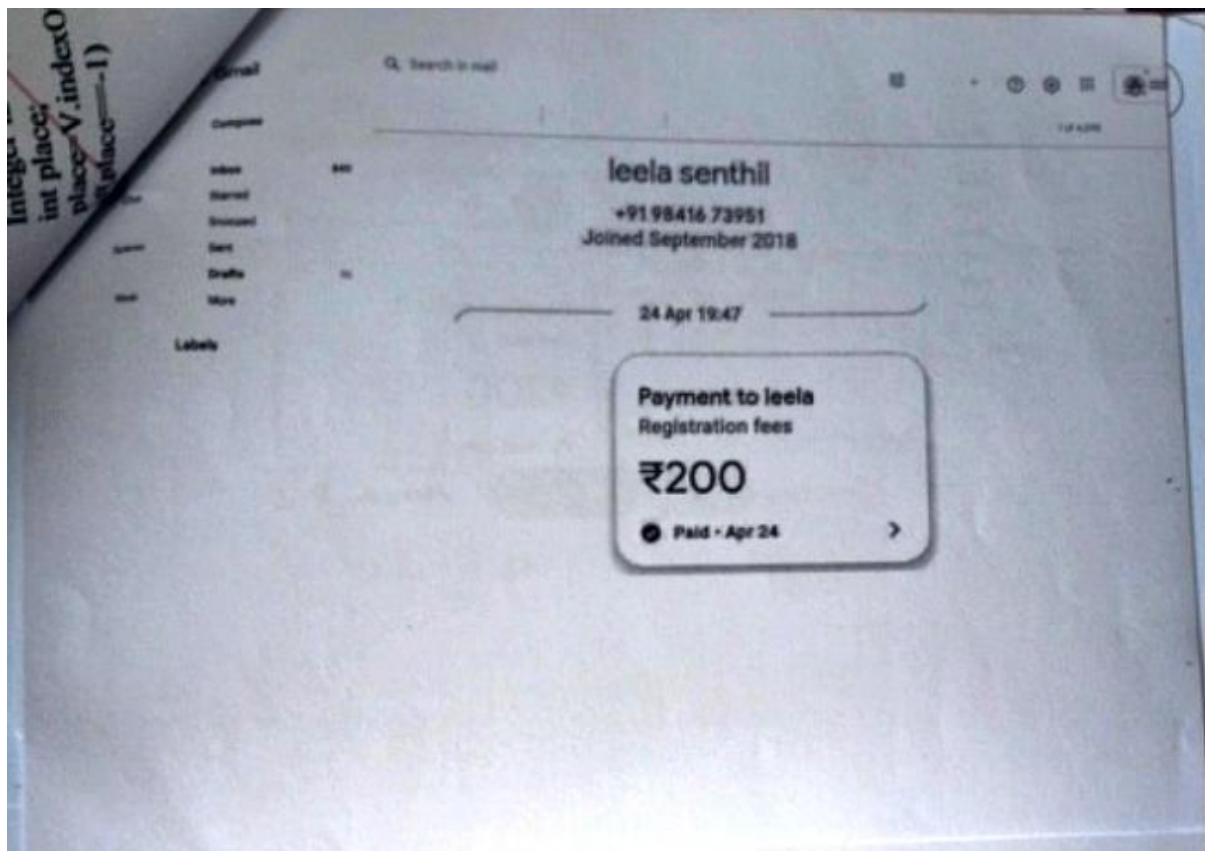 int place;
place=V.indexO
place==-1)
Gmail
Search in mail
Compose
Inbox
Starred
Snoozed
Sent
Drafts
More
Labels
leela senthil
+91 98416 73951
Joined September 2018
24 Apr 19:47
Payment to leela
Registration fees
₹200
Paid - Apr 24